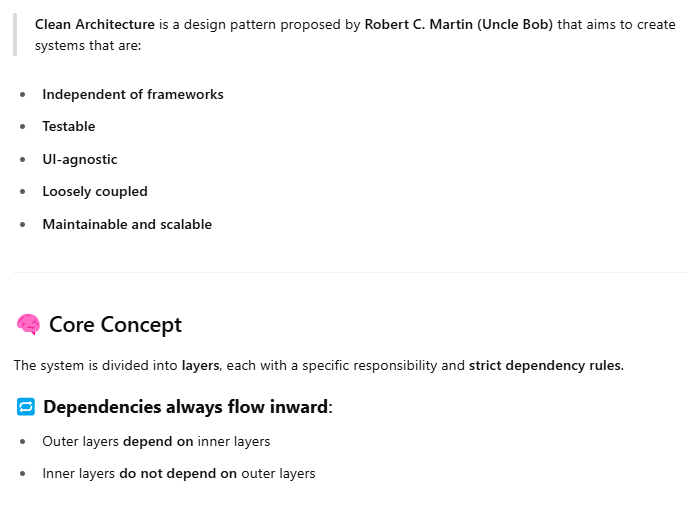 Clean Architecture is a design pattern proposed by Robert C. Martin (Uncle Bob) that aims to create
systems that are:
Independent of frameworks
Testable
UI-agnostic
Loosely coupled
Maintainable and scalable
Core Concept
The system is divided into layers, each with a specific responsibility and strict dependency rules.
Dependencies always flow inward:
Outer layers depend on inner layers
Inner layers do not depend on outer layers